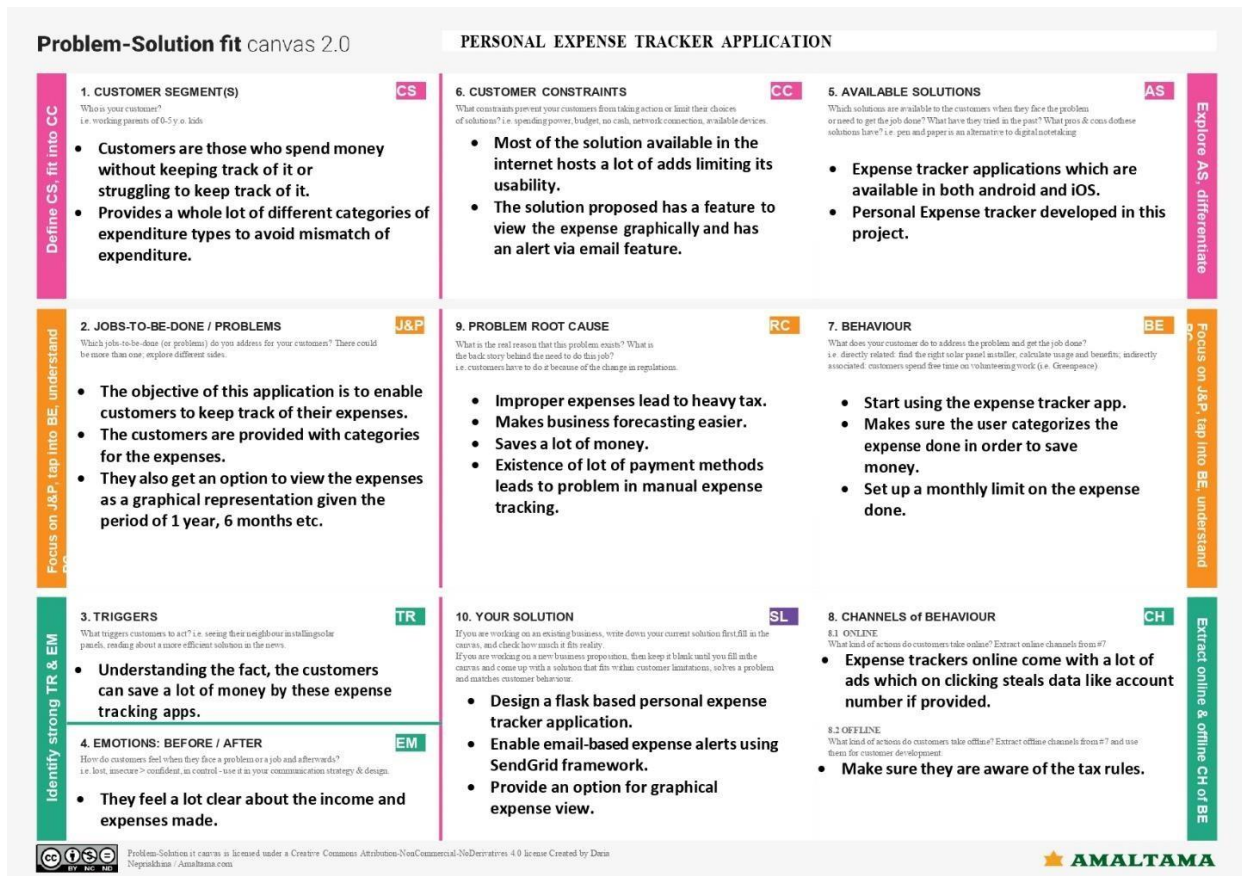 Problem-Solution fit canvas 2.0
PERSONAL EXPENSE TRACKER APPLICATION
Define CS, fit into CC
1. CUSTOMER SEGMENT(S)
CS
Who is your customer?
i.e. working parents of 0-5 y.o. kids
• Customers are those who spend money
without keeping track of it or
struggling to keep track of it.
• Provides a whole lot of different categories of
expenditure types to avoid mismatch of
expenditure.
6. CUSTOMER CONSTRAINTS
CC
What constraints prevent your customers from taking action or limit their choices
of solutions? i.e. spending power, budget, no cash, network connection, available devices.
• Most of the solution available in the
internet hosts a lot of adds limiting its
usability.
• The solution proposed has a feature to
view the expense graphically and has
an alert via email feature.
5. AVAILABLE SOLUTIONS
AS
Which solutions are available to the customers when they face the problem
or need to get the job done? What have they tried in the past? What pros & cons dothese
solutions have? i.e. pen and paper is an alternative to digital notetaking
• Expense tracker applications which are
available in both android and iOS.
• Personal Expense tracker developed in this
project.
Explore AS, differentiate
Focus on J&P, tap into BE, understand
RC
2. JOBS-TO-BE-DONE / PROBLEMS
J&P
Which jobs-to-be-done (or problems) do you address for your customer? There could
be more than one; explore different sides.
• The objective of this application is to enable
customers to keep track of their expenses.
• The customers are provided with categories
for the expenses.
• They also get an option to view the expenses
as a graphical representation given the
period of 1 year, 6 months etc.
9. PROBLEM ROOT CAUSE
RC
What is the real reason that this problem exists? What is
the back story behind the need to do this job?
i.e. customers have to do it because of the change in regulations.
• Improper expenses lead to heavy tax.
• Makes business forecasting easier.
• Saves a lot of money.
• Existence of lot of payment methods
leads to problem in manual expense
tracking.
7. BEHAVIOUR
BE
What does your customer do to address the problem and get the job done?
i.e. directly related: find the right solar panel installer, calculate usage and benefits; indirectly
associated: customers spend free time on volunteering work (i.e. Greenpeace)
• Start using the expense tracker app.
• Makes sure the user categorizes the
expense done in order to save
money.
• Set up a monthly limit on the expense
done.
Focus on J&P, tap into BE, understand
RC
Identify strong TR & EM
3. TRIGGERS
TR
What triggers customers to act? i.e. seeing their neighbour installingsolar
panels, reading about a more efficient solution in the news.
• Understanding the fact, the customers
can save a lot of money by these expense
tracking apps.
4. EMOTIONS: BEFORE / AFTER
EM
How do customers feel when they face a problem or a job and afterwards?
i.e. lost, insecure > confident, in control - use it in your communication strategy & design.
• They feel a lot clear about the income and
expenses made.
10. YOUR SOLUTION
SL
If you are working on an existing business, write down your current solution first,fill in the
canvas, and check how much it fits reality.
If you are working on a new business proposition, then keep it blank until you fill in the
canvas and come up with a solution that fits within customer limitations, solves a problem
and matches customer behaviour.
• Design a flask based personal expense
tracker application.
• Enable email-based expense alerts using
SendGrid framework.
• Provide an option for graphical
expense view.
8. CHANNELS of BEHAVIOUR
CH
8.1 ONLINE
What kind of actions do customers take online? Extract online channels from #7
• Expense trackers online come with a lot of
ads which on clicking steals data like account
number if provided.
8.2 OFFLINE
What kind of actions do customers take offline? Extract offline channels from #7 and use
them for customer development.
• Make sure they are aware of the tax rules.
Extract online & offline CH of BE
cc BY NC ND
Problem-Solution it canvas is licensed under a Creative Commons Attribution-NonCommercial-NoDerivatives 4.0 license Created by Daria
Nepriakhina / Amaltama.com
AMALTAMA